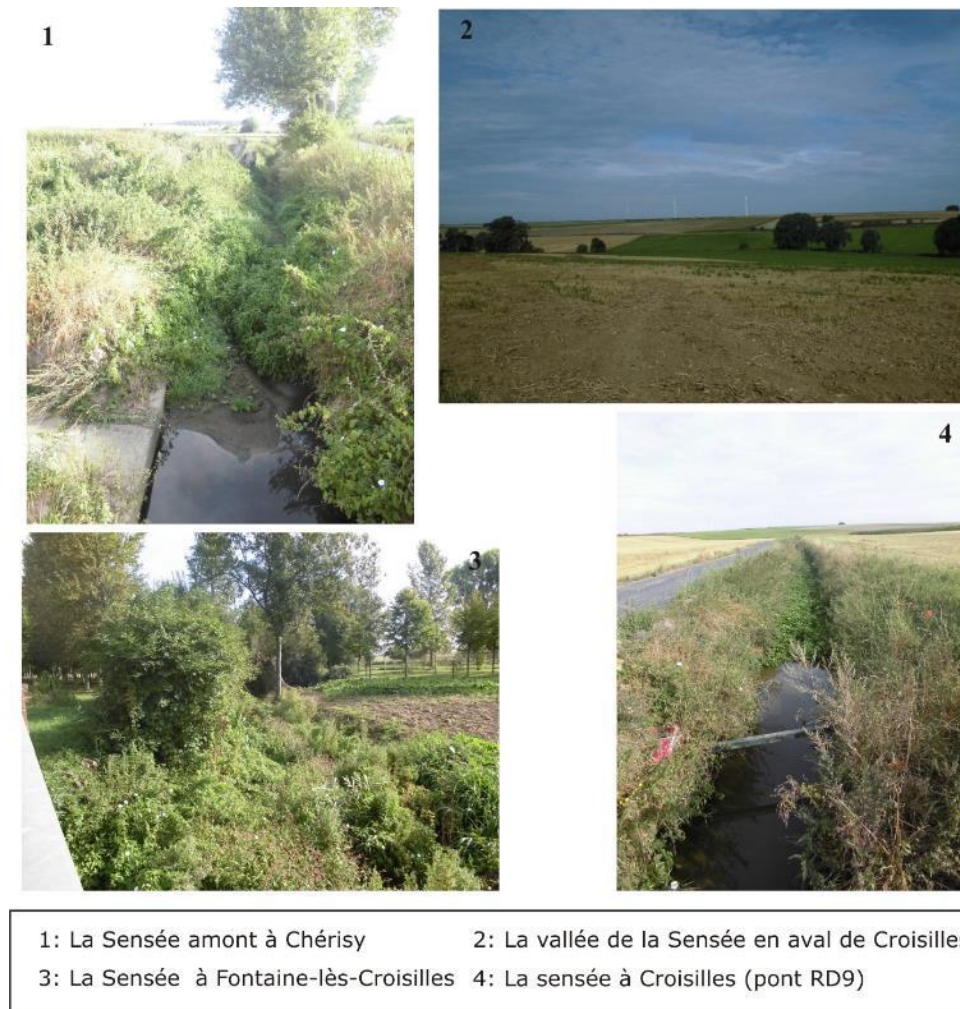 1
2
3
4
1: La Sensée amont à Chérisy
2: La vallée de la Sensée en aval de Croisilles
3: La Sensée à Fontaine-lès-Croisilles
4: La sensée à Croisilles (pont RD9)